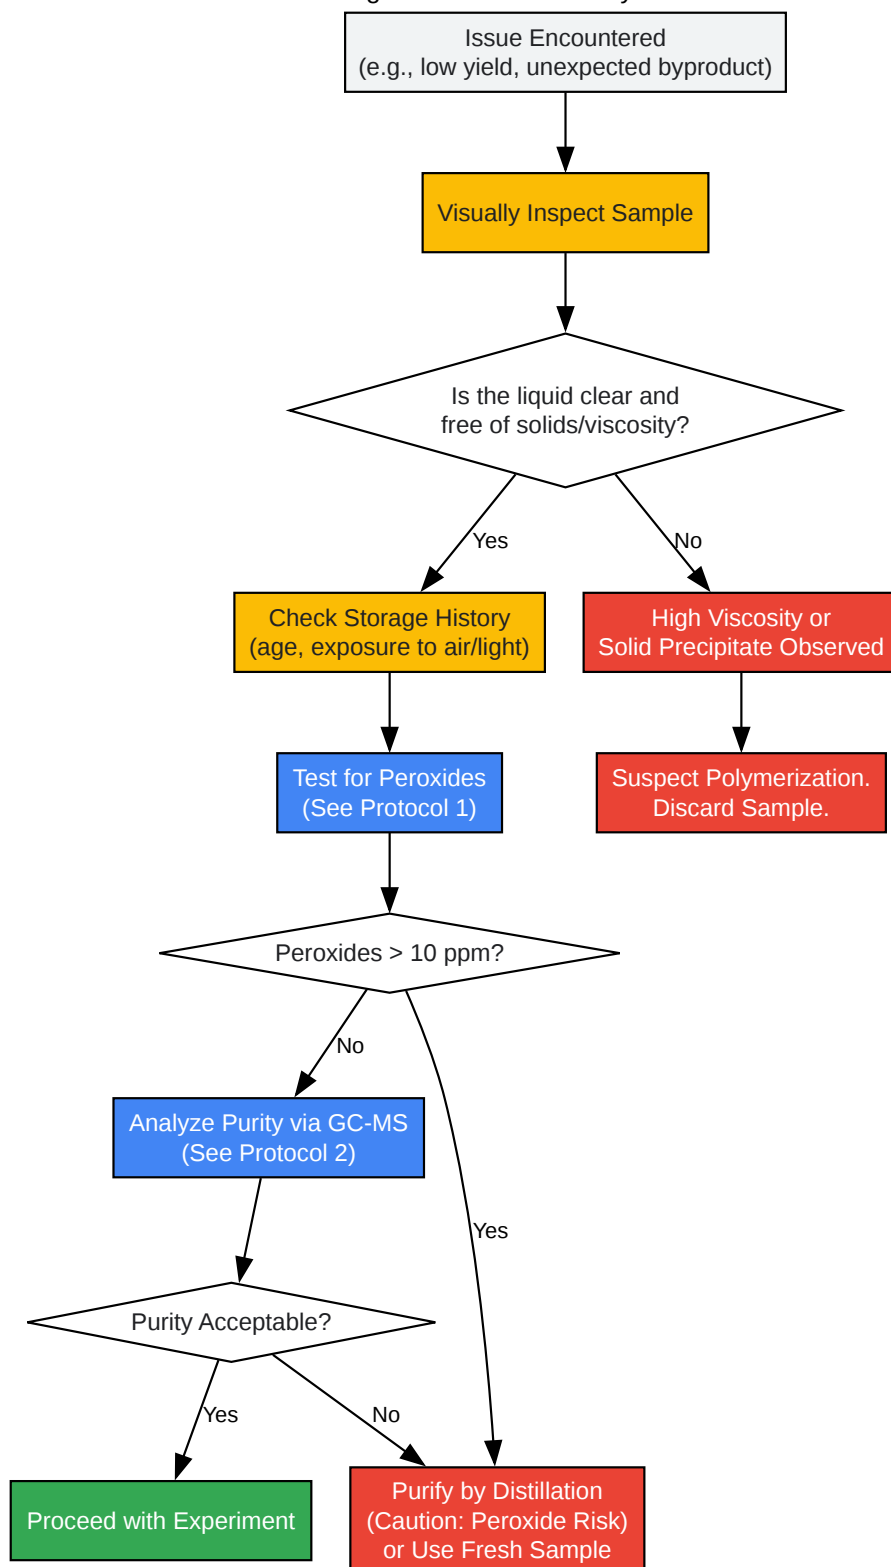 Issue Encountered
(e.g., low yield, unexpected byproduct)
Visually Inspect Sample
Is the liquid clear and
free of solids/viscosity?
Yes
No
Check Storage History
(age, exposure to air/light)
High Viscosity or
Solid Precipitate Observed
Test for Peroxides
(See Protocol 1)
Suspect Polymerization.
Discard Sample.
Peroxides > 10 ppm?
No
Analyze Purity via GC-MS
(See Protocol 2)
Yes
Purity Acceptable?
Yes
No
Proceed with Experiment
Purify by Distillation
(Caution: Peroxide Risk)
or Use Fresh Sample